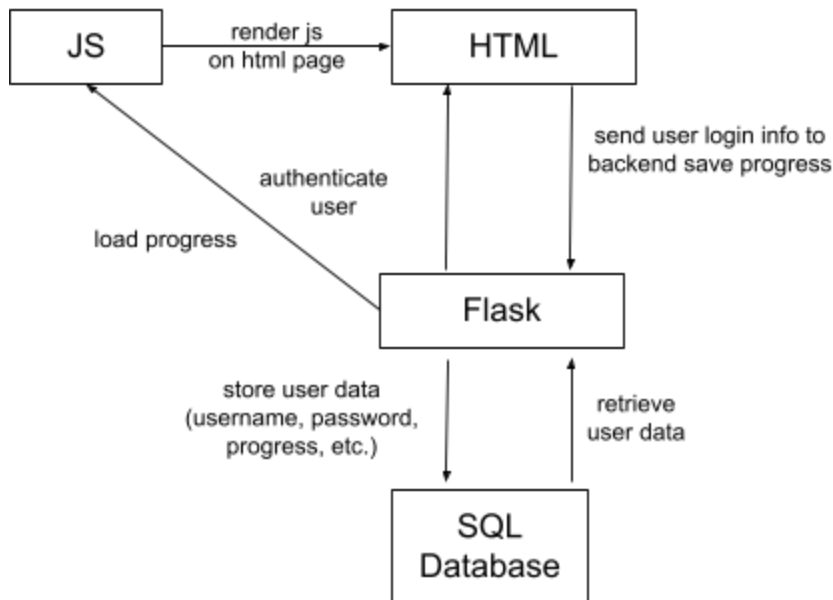 JS
render js
on html page
HTML
send user login info to
backend save progress
authenticate
user
load progress
Flask
store user data
(username, password,
progress, etc.)
retrieve
user data
SQL
Database